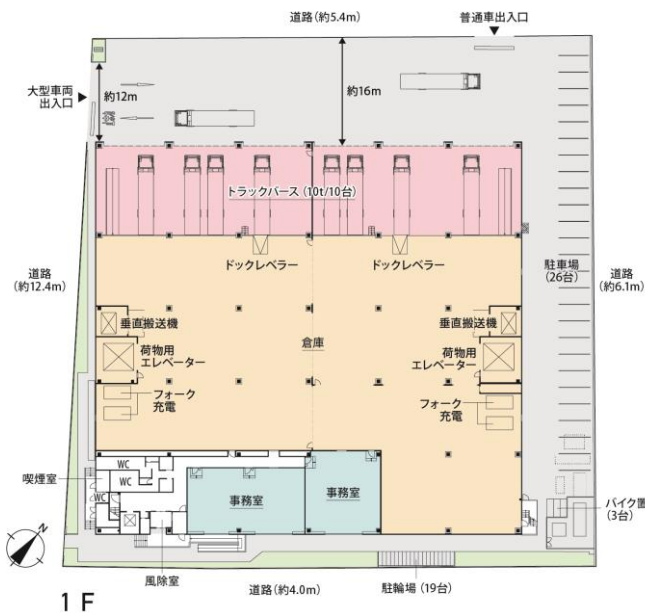 道路(約5.4m)
普通車出入口
大型車両
出入口
約12m
約16m
トラックバース (10t/10台)
ドックレベラー
ドックレベラー
道路
(約12.4m)
駐車場
(26台)
道路
(約6.1m)
垂直搬送機
垂直搬送機
倉庫
荷物用
エレベーター
荷物用
エレベーター
フォーク
充電
フォーク
充電
WC
喫煙室
WC
WC
事務室
事務室
バイク置
(3台)
N
風除室
道路(約4.0m)
駐輪場 (19台)
1 F